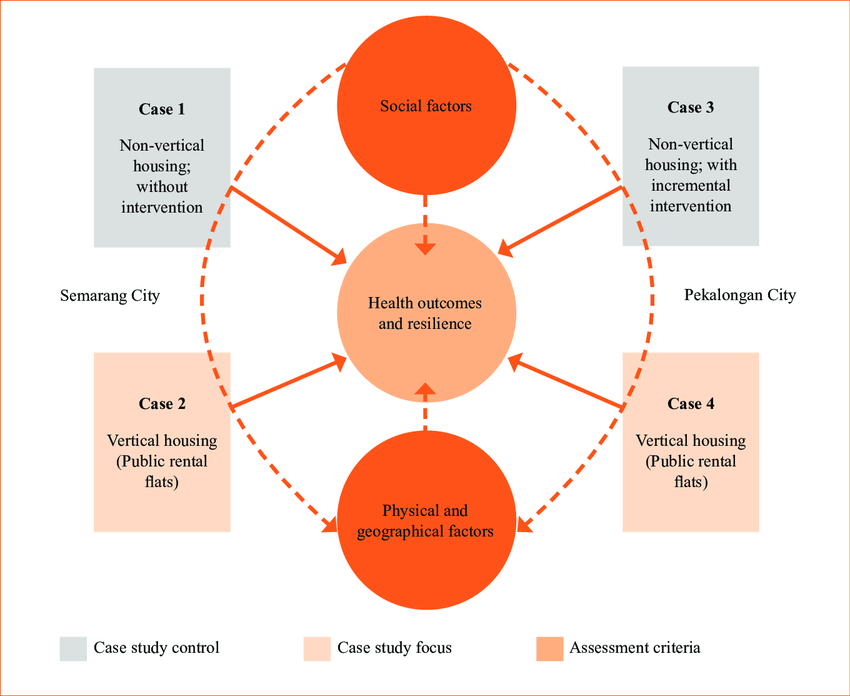 Social factors
Case 1
Non-vertical
housing;
without
intervention
Case 3
Non-vertical
housing; with
incremental
intervention
Semarang City
Health outcomes
and resilience
Pekalongan City
Case 2
Vertical housing
(Public rental
flats)
Case 4
Vertical housing
(Public rental
flats)
Physical and
geographical factors
Case study control
Case study focus
Assessment criteria